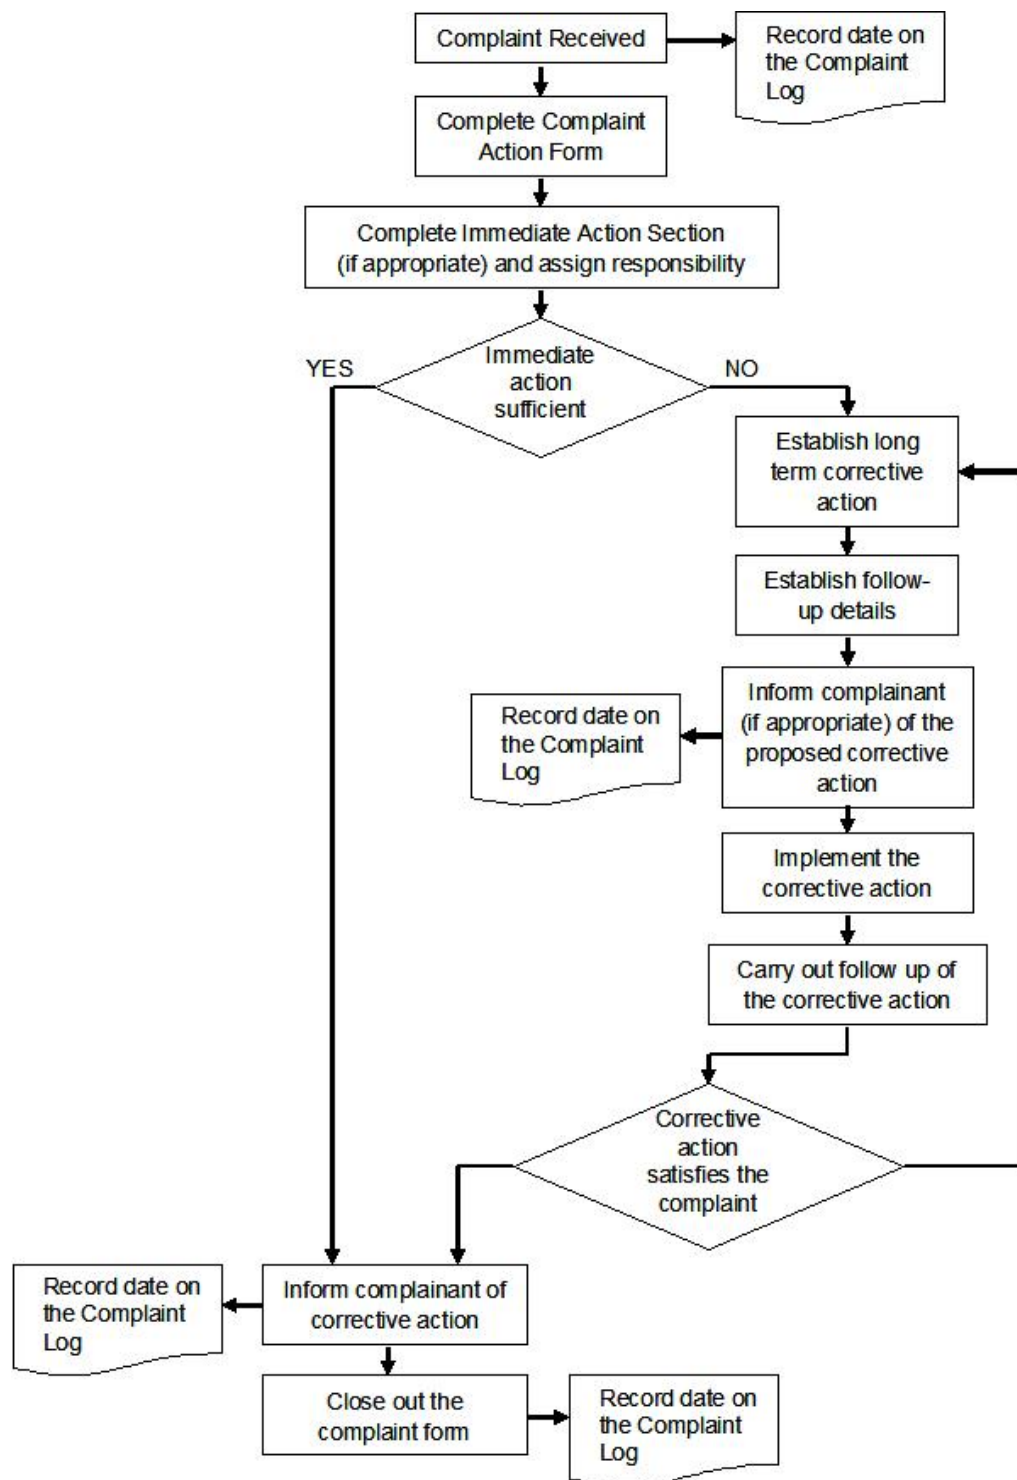 Complaint Received
Record date on
the Complaint
Log
Complete Complaint
Action Form
Complete Immediate Action Section
(if appropriate) and assign responsibility
YES
Immediate
action
sufficient
NO
Establish long
term corrective
action
Establish follow-
up details
Inform complainant
(if appropriate) of the
proposed corrective
action
Record date on
the Complaint
Log
Implement the
corrective action
Carry out follow up of
the corrective action
Corrective
action
satisfies the
complaint
Inform complainant of
corrective action
Record date on
the Complaint
Log
Close out the
complaint form
Record date on
the Complaint
Log